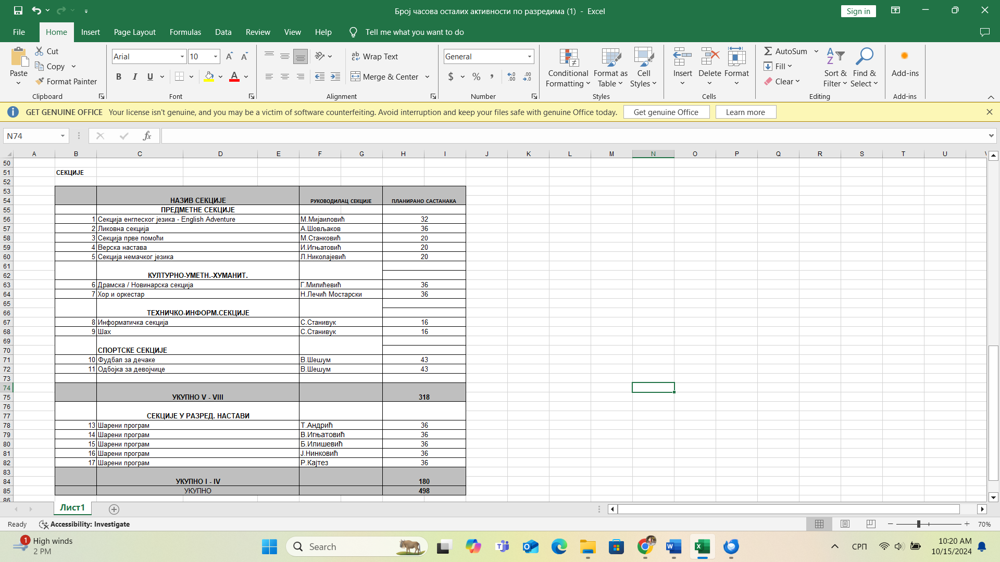 Број часова осталих активности по разредима (1) - Excel
Sign in
File Home Insert Page Layout Formulas Data Review View Help Tell me what you want to do
Paste
Cut
Copy
Format Painter
Clipboard
Arial 10
B I U A
Font
Wrap Text
Merge & Center
Alignment
General
$ % ,
Number
Conditional Formatting
Format as Table
Cell Styles
Styles
Insert
Delete
Format
Cells
AutoSum
Fill
Clear
Sort & Filter
Find & Select
Editing
Add-ins
Add-ins
GET GENUINE OFFICE Your license isn't genuine, and you may be a victim of software counterfeiting. Avoid interruption and keep your files safe with genuine Office today. Get genuine Office Learn more
N74 fx
A B C D E F G H I J K L M N O P Q R S T U
50
51 СЕКЦИЈЕ
52
53
54 НАЗИВ СЕКЦИЈЕ РУКОВОДИЛАЦ СЕКЦИЈЕ ПЛАНИРАНО САСТАНАКА
55 ПРЕДМЕТНЕ СЕКЦИЈЕ
56 1 Секција енглеског језика - English Adventure М.Мијаиловић 32
57 2 Ликовна секција А.Шовљаков 36
58 3 Секција прве помоћи М.Станковић 20
59 4 Верска настава И.Игњатовић 20
60 5 Секција немачког језика Л.Николајевић 20
61
62 КУЛТУРНО-УМЕТН.-ХУМАНИТ.
63 6 Драмска / Новинарска секција Г.Милићевић 36
64 7 Хор и оркестар Н.Лечић Мостарски 36
65
66 ТЕХНИЧКО-ИНФОРМ.СЕКЦИЈЕ
67 8 Информатичка секција С.Станивук 16
68 9 Шах С.Станивук 16
69
70 СПОРТСКЕ СЕКЦИЈЕ
71 10 Фудбал за дечаке В.Шешум 43
72 11 Одбојка за девојчице В.Шешум 43
73
74
75 УКУПНО V - VIII 318
76
77 СЕКЦИЈЕ У РАЗРЕД. НАСТАВИ
78 13 Шарени програм Т.Андрић 36
79 14 Шарени програм В.Игњатовић 36
80 15 Шарени програм Б.Илишевић 36
81 16 Шарени програм Ј.Нинковић 36
82 17 Шарени програм Р.Кајтез 36
83
84 УКУПНО I - IV 180
85 УКУПНО 498
86
Лист1
Ready Accessibility: Investigate 70%
1 High winds
2 PM
Search
СРП
10:20 AM
10/15/2024